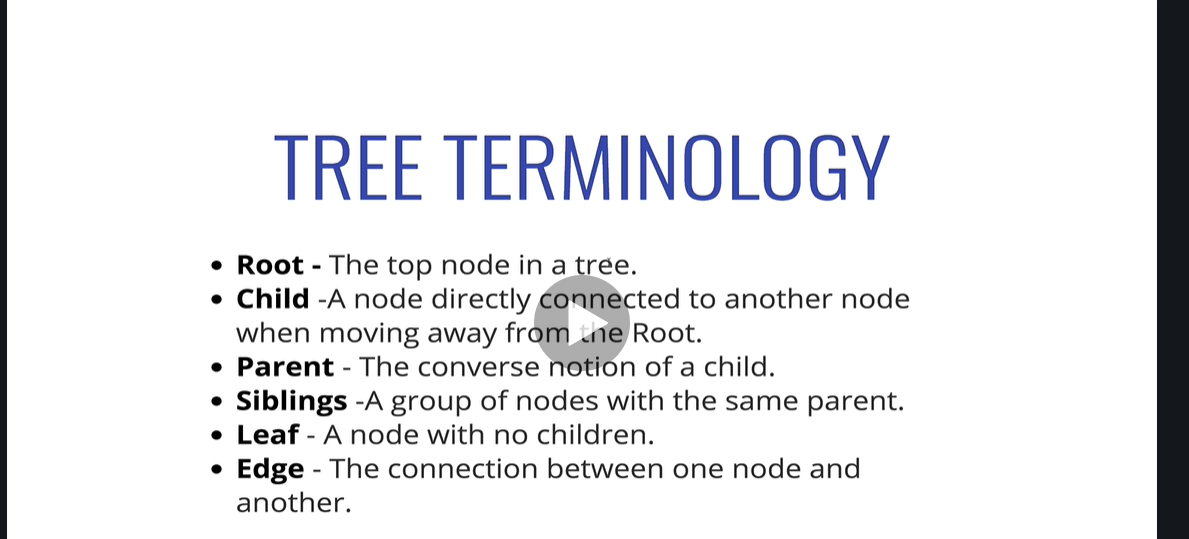 TREE TERMINOLOGY
• Root - The top node in a tree.
• Child -A node directly connected to another node
when moving away from the Root.
• Parent - The converse notion of a child.
• Siblings -A group of nodes with the same parent.
• Leaf - A node with no children.
• Edge - The connection between one node and
another.